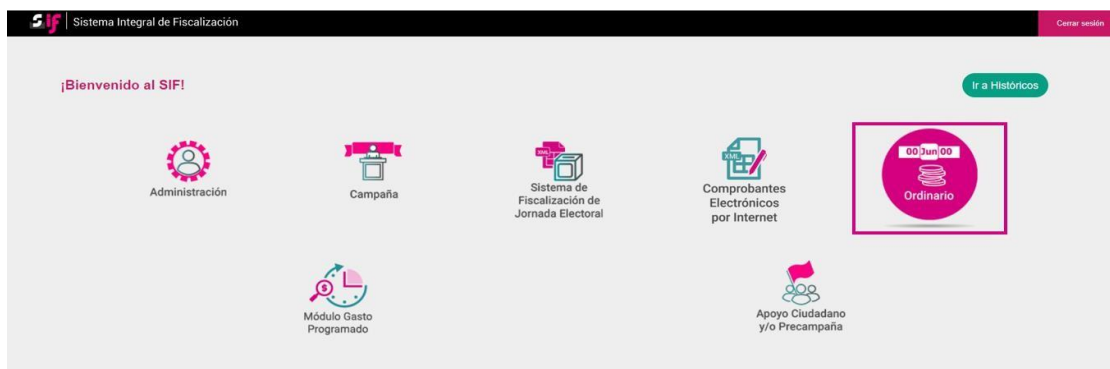 sif Sistema Integral de Fiscalización
Cerrar sesión
¡Bienvenido al SIF!
Ir a Históricos
Administración
Campaña
XML
Sistema de
Fiscalización de
Jornada Electoral
XML
Comprobantes
Electrónicos
por Internet
00 Jun 00
Ordinario
$
Módulo Gasto
Programado
Apoyo Ciudadano
y/o Precampaña